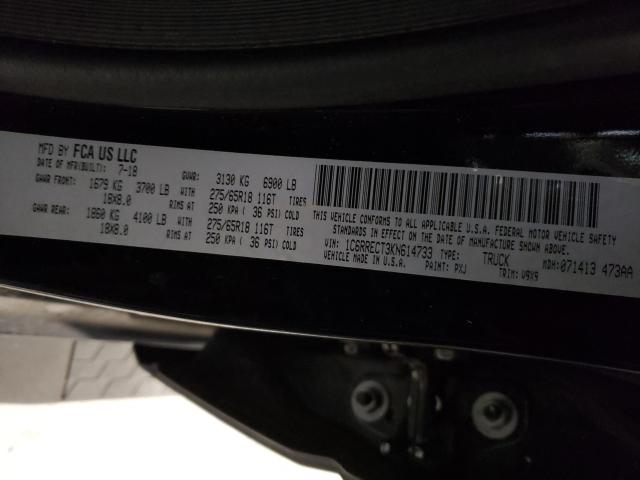 MFD BY FCA US LLC
DATE OF MFR(BUILT): 7-18 GVWR: 3130 KG 6900 LB
GAWR FRONT: 1679 KG 3700 LB WITH 275/65R18 116T TIRES
18X8.0 RIMS AT 250 KPA ( 36 PSI) COLD
GAWR REAR: 1860 KG 4100 LB WITH 275/65R18 116T TIRES
18X8.0 RIMS AT 250 KPA ( 36 PSI) COLD
THIS VEHICLE CONFORMS TO ALL APPLICABLE U.S.A. FEDERAL MOTOR VEHICLE SAFETY
STANDARDS IN EFFECT ON THE DATE OF MANUFACTURE SHOWN ABOVE.
VIN: 1C6RRECT3KN614733 TYPE: TRUCK MDH: 071413 473AA
VEHICLE MADE IN U.S.A. PAINT: PXJ TRIM: V9X9